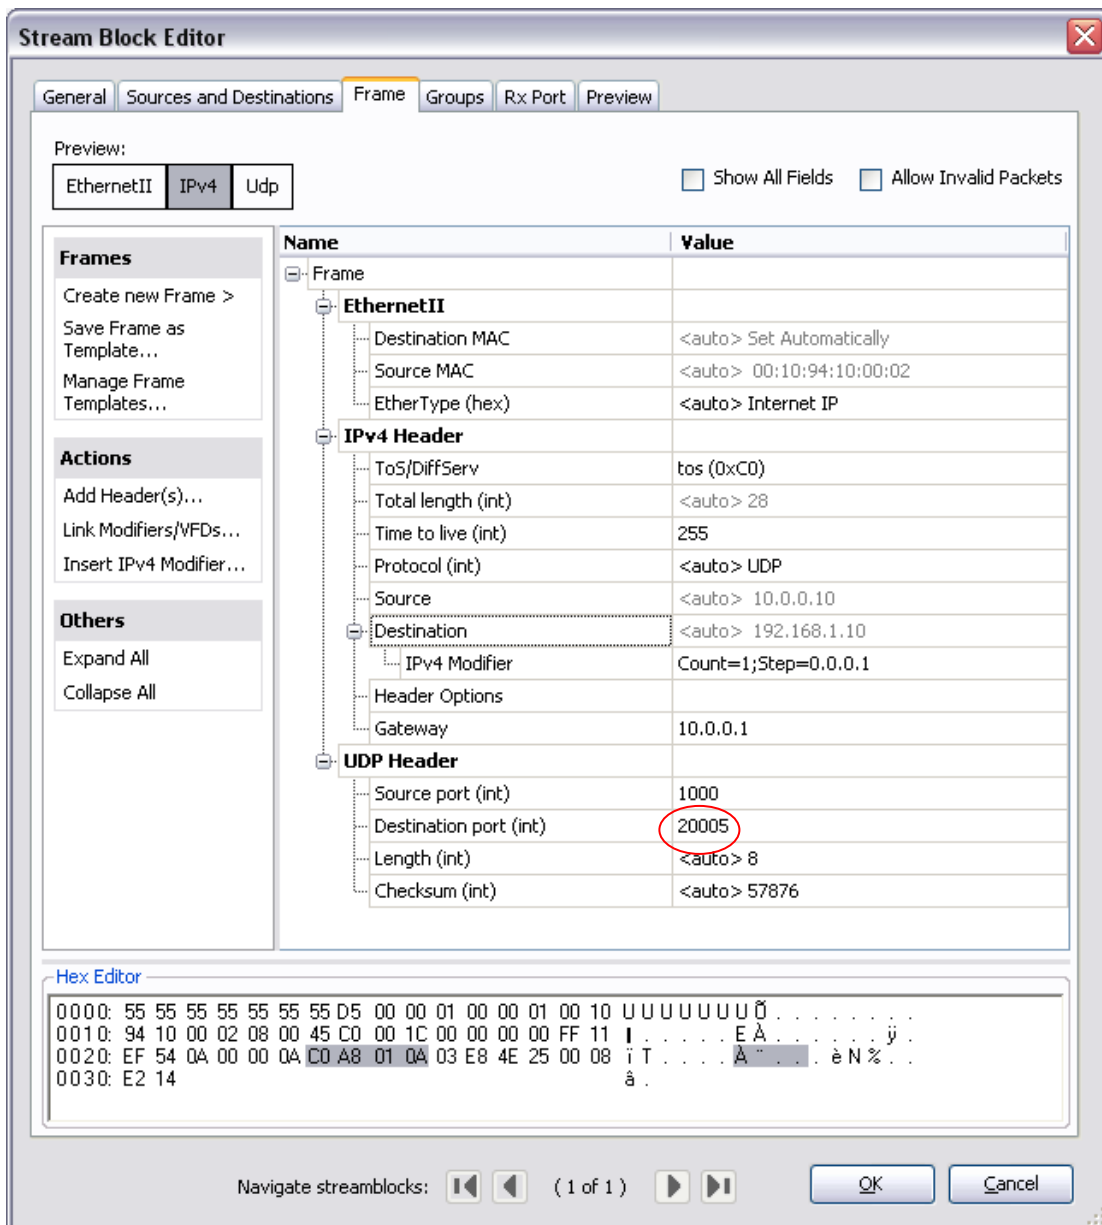 Stream Block Editor
General Sources and Destinations Frame Groups Rx Port Preview
Preview:
EthernetII IPv4 Udp
Show All Fields Allow Invalid Packets
Frames
Create new Frame >
Save Frame as
Template...
Manage Frame
Templates...
Actions
Add Header(s)...
Link Modifiers/VFDs...
Insert IPv4 Modifier...
Others
Expand All
Collapse All
Name Value
Frame
EthernetII
Destination MAC <auto> Set Automatically
Source MAC <auto> 00:10:94:10:00:02
EtherType (hex) <auto> Internet IP
IPv4 Header
ToS/DiffServ tos (0xC0)
Total length (int) <auto> 28
Time to live (int) 255
Protocol (int) <auto> UDP
Source <auto> 10.0.0.10
Destination <auto> 192.168.1.10
IPv4 Modifier Count=1;Step=0.0.0.1
Header Options
Gateway 10.0.0.1
UDP Header
Source port (int) 1000
Destination port (int) 20005
Length (int) <auto> 8
Checksum (int) <auto> 57876
Hex Editor
0000: 55 55 55 55 55 55 55 D5 00 00 01 00 00 01 00 10 U U U U U U U Õ . . . . . . . .
0010: 94 10 00 02 08 00 45 C0 00 1C 00 00 00 00 FF 11 | . . . . . E À . . . . . . ÿ .
0020: EF 54 0A 00 00 0A C0 A8 01 0A 03 E8 4E 25 00 08 ï T . . . . À ¨ . . . è N % . .
0030: E2 14 â .
Navigate streamblocks: ( 1 of 1 ) OK Cancel